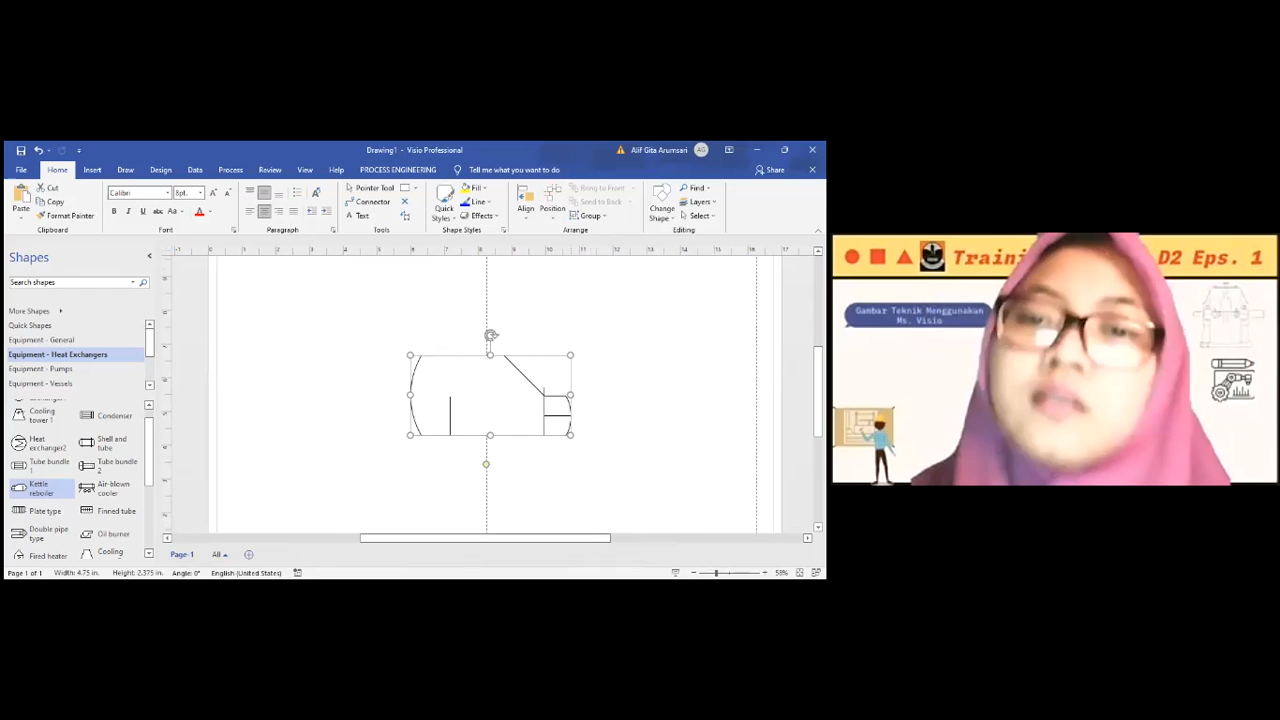 Drawing1 - Visio Professional
Alif Gita Arumsari
AG
File
Home
Insert
Draw
Design
Data
Process
Review
View
Help
PROCESS ENGINEERING
Tell me what you want to do
Share
Paste
Cut
Copy
Format Painter
Clipboard
Calibri
8pt.
B
I
U
abc
Aa
A
Font
Paragraph
Pointer Tool
Connector
Text
Tools
Quick
Styles
Fill
Line
Effects
Shape Styles
Align
Position
Bring to Front
Send to Back
Group
Arrange
Change
Shape
Find
Layers
Select
Editing
Shapes
Search shapes
More Shapes
Quick Shapes
Equipment - General
Equipment - Heat Exchangers
Equipment - Pumps
Equipment - Vessels
Cooling
tower 1
Condenser
Heat
exchanger2
Shell and
tube
Tube bundle
1
Tube bundle
2
Kettle
reboiler
Air-blown
cooler
Plate type
Finned tube
Double pipe
type
Oil burner
Fired heater
Cooling
Page-1
All
Page 1 of 1
Width: 4.75 in.
Height: 2.375 in.
Angle: 0°
English (United States)
58%
Traini
D2 Eps. 1
Gambar Teknik Menggunakan
Ms. Visio